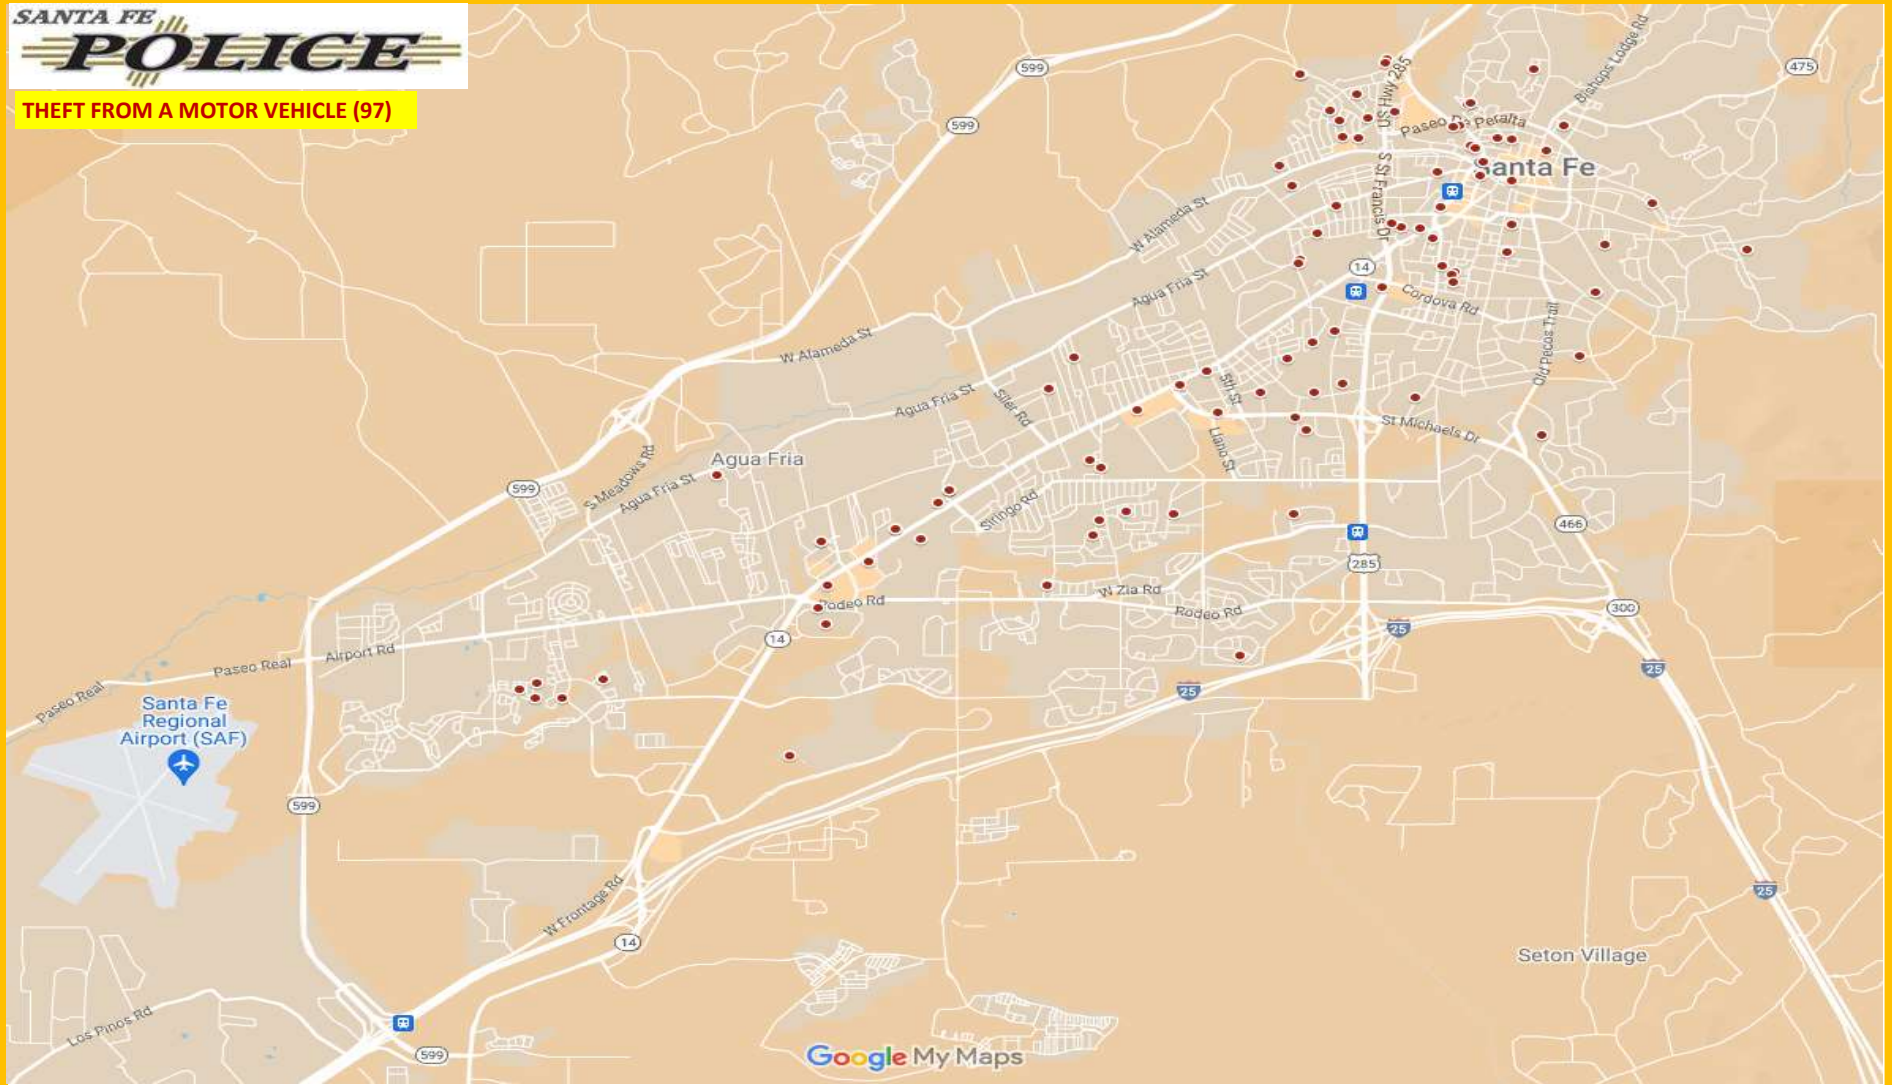 SANTA FE
POLICE
THEFT FROM A MOTOR VEHICLE (97)
599
599
US Hwy 285
Bishops Lodge Rd
475
Paseo De Peralta
Santa Fe
S St Francis Dr
W Alameda St
14
Agua Fria St
Cordova Rd
Old Pecos Trail
W Alameda St
5th St
Agua Fria St
Siler Rd
St Michaels Dr
Llano St
Agua Fria
S Meadows Rd
Agua Fria St
599
Siringo Rd
466
285
W Zia Rd
Rodeo Rd
Rodeo Rd
300
14
25
Airport Rd
Paseo Real
25
25
Paseo Real
Santa Fe
Regional
Airport (SAF)
599
25
W Frontage Rd
14
Seton Village
Los Pinos Rd
599
Google My Maps